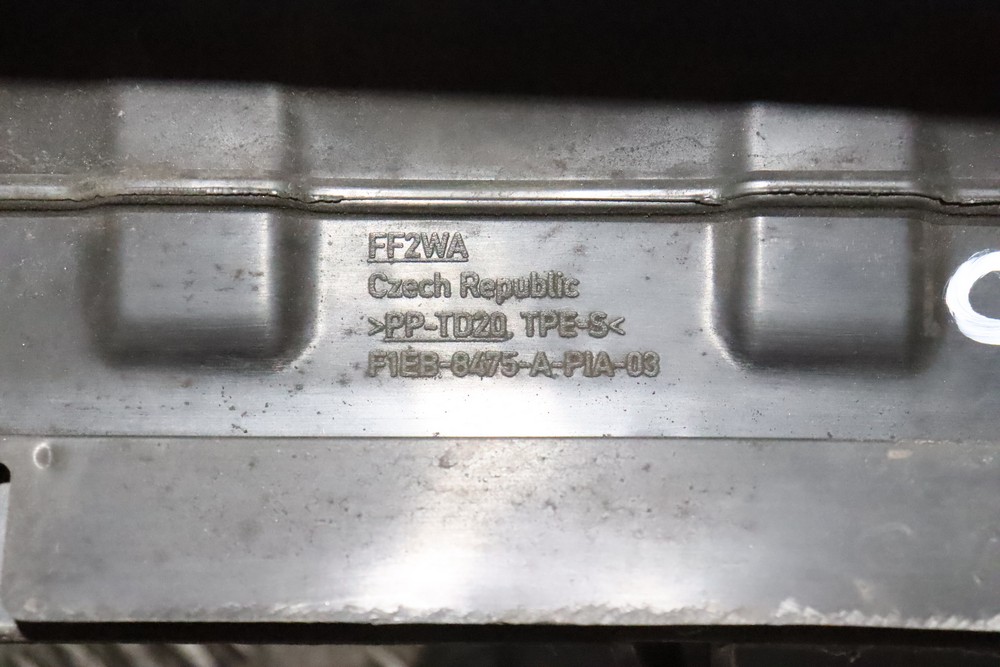 FF2WA
Czech Republic
>PP-TD20, TPE-S<
F1EB-8475-A-PIA-03